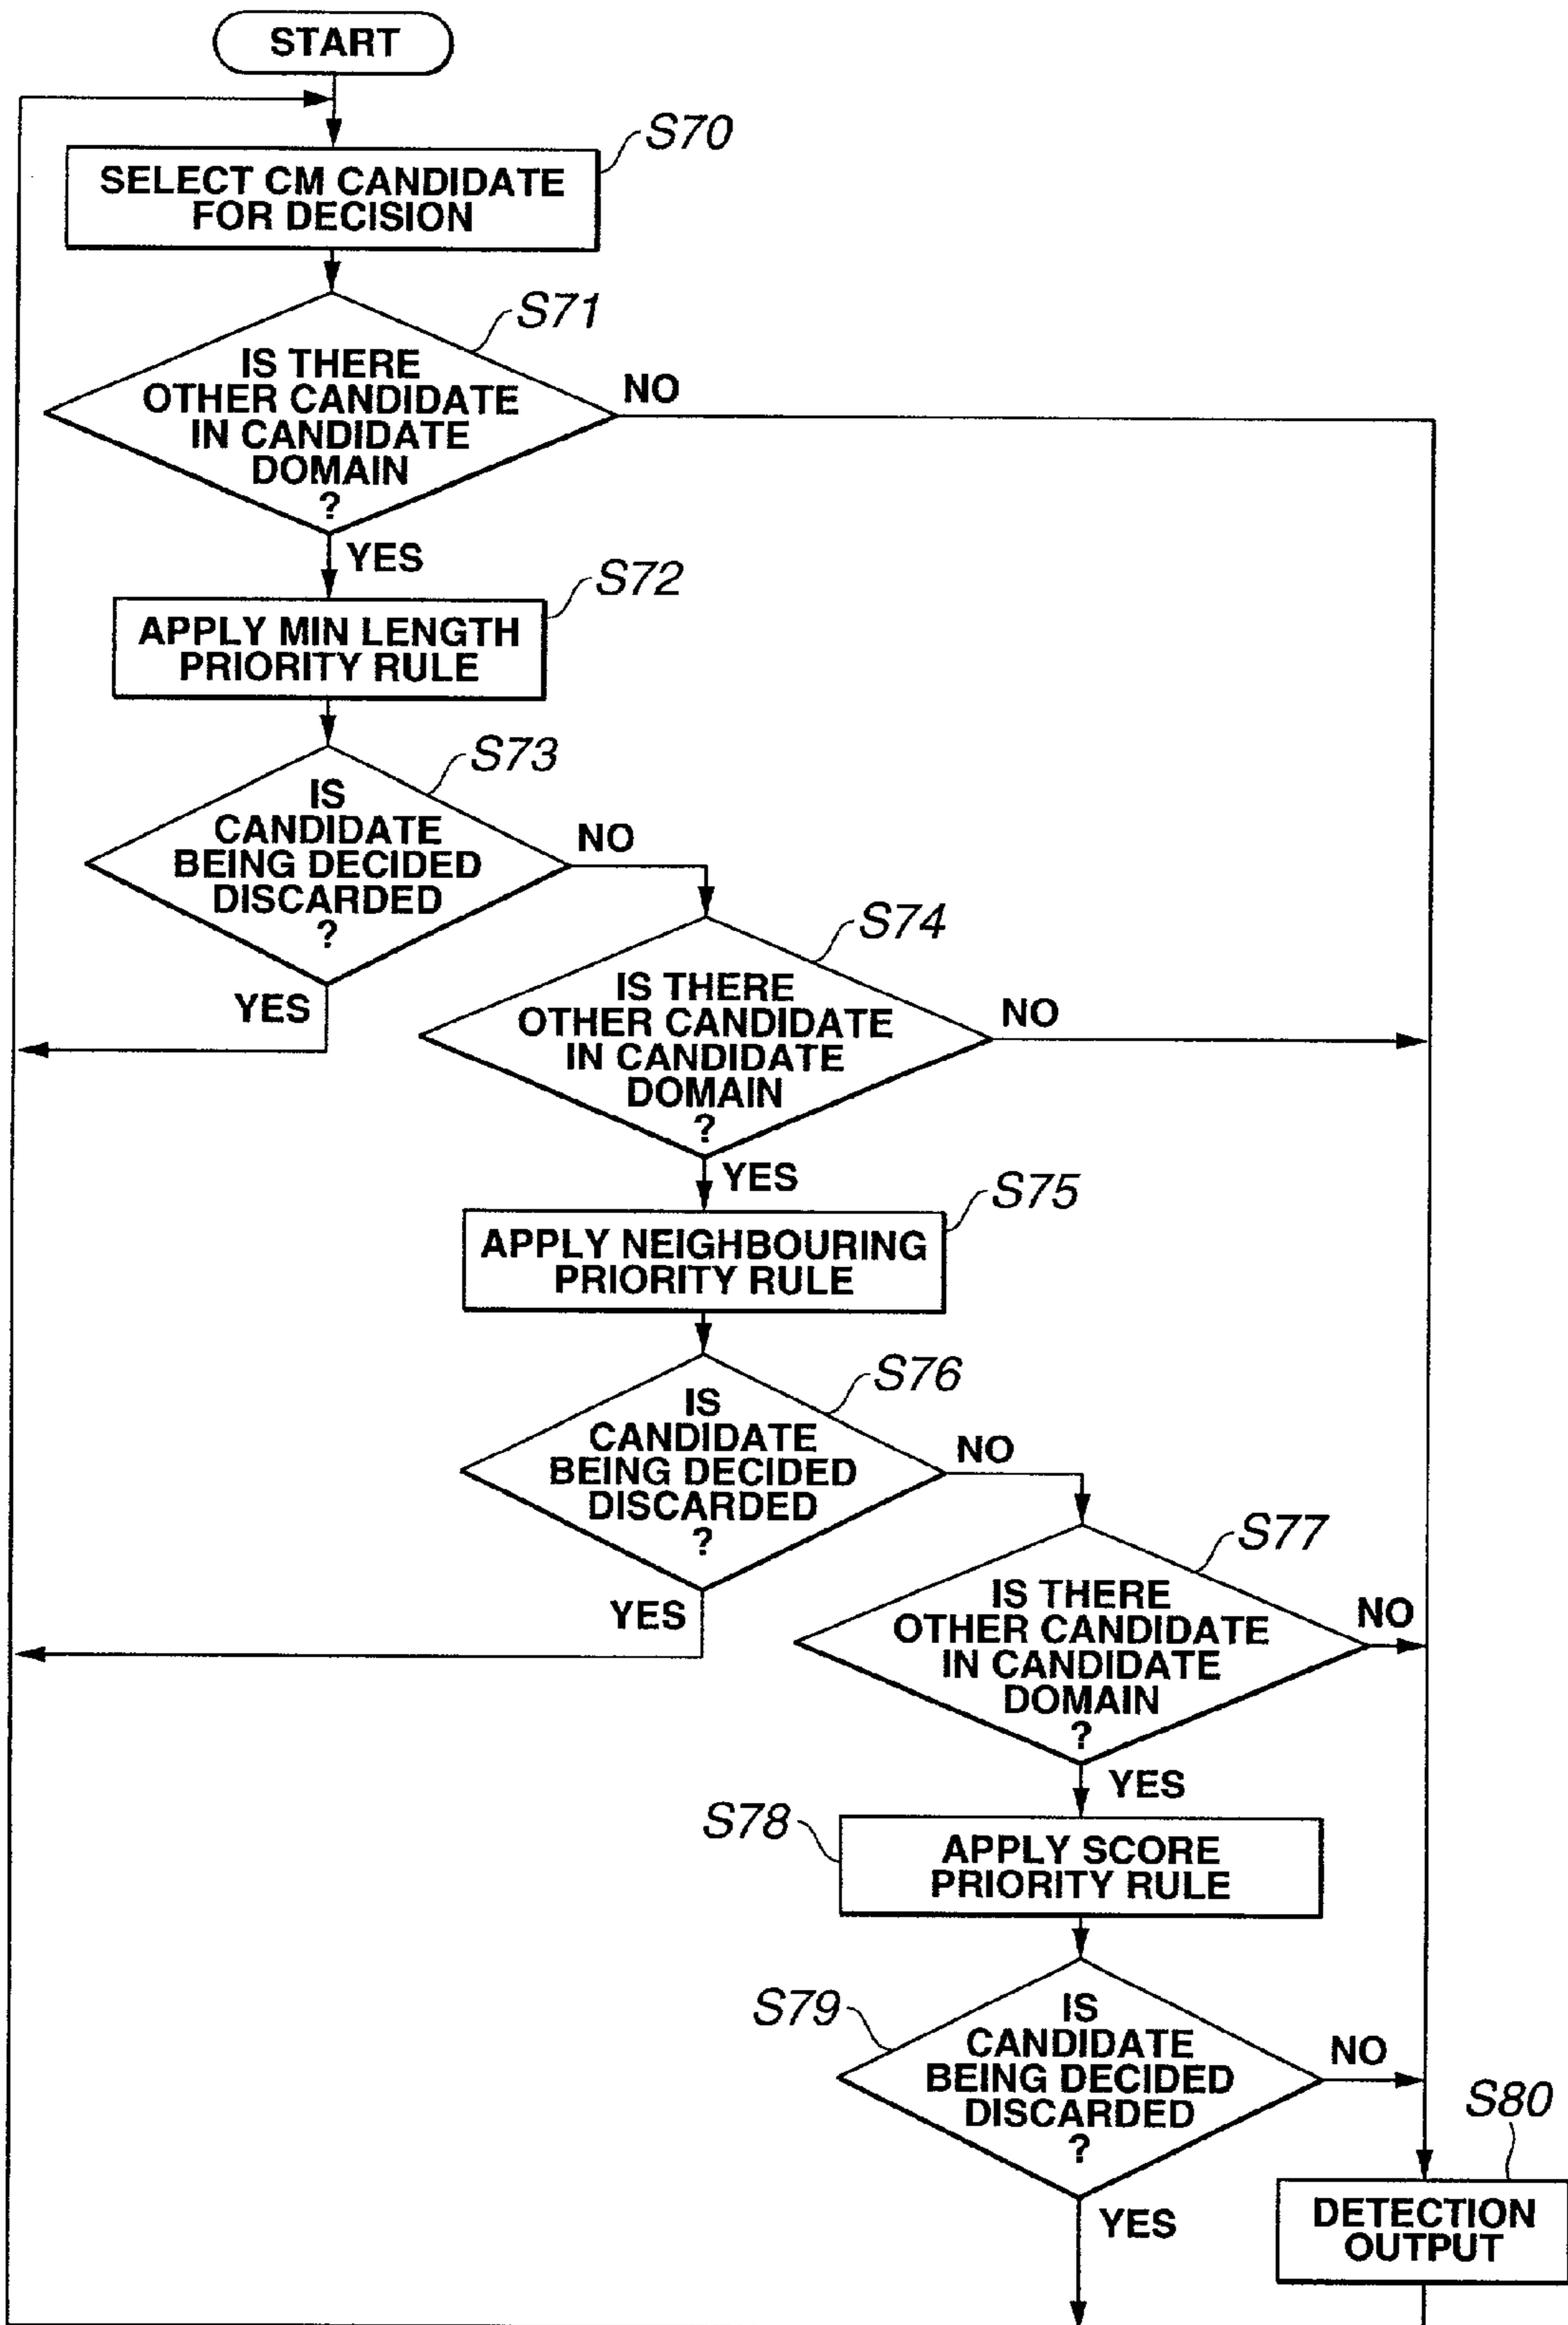 START
S70
SELECT CM CANDIDATE
FOR DECISION
S71
IS THERE
OTHER CANDIDATE
IN CANDIDATE
DOMAIN
?
NO
YES
S72
APPLY MIN LENGTH
PRIORITY RULE
S73
IS
CANDIDATE
BEING DECIDED
DISCARDED
?
NO
YES
S74
IS THERE
OTHER CANDIDATE
IN CANDIDATE
DOMAIN
?
NO
YES
S75
APPLY NEIGHBOURING
PRIORITY RULE
S76
IS
CANDIDATE
BEING DECIDED
DISCARDED
?
NO
YES
S77
IS THERE
OTHER CANDIDATE
IN CANDIDATE
DOMAIN
?
NO
YES
S78
APPLY SCORE
PRIORITY RULE
S79
IS
CANDIDATE
BEING DECIDED
DISCARDED
?
NO
YES
S80
DETECTION
OUTPUT